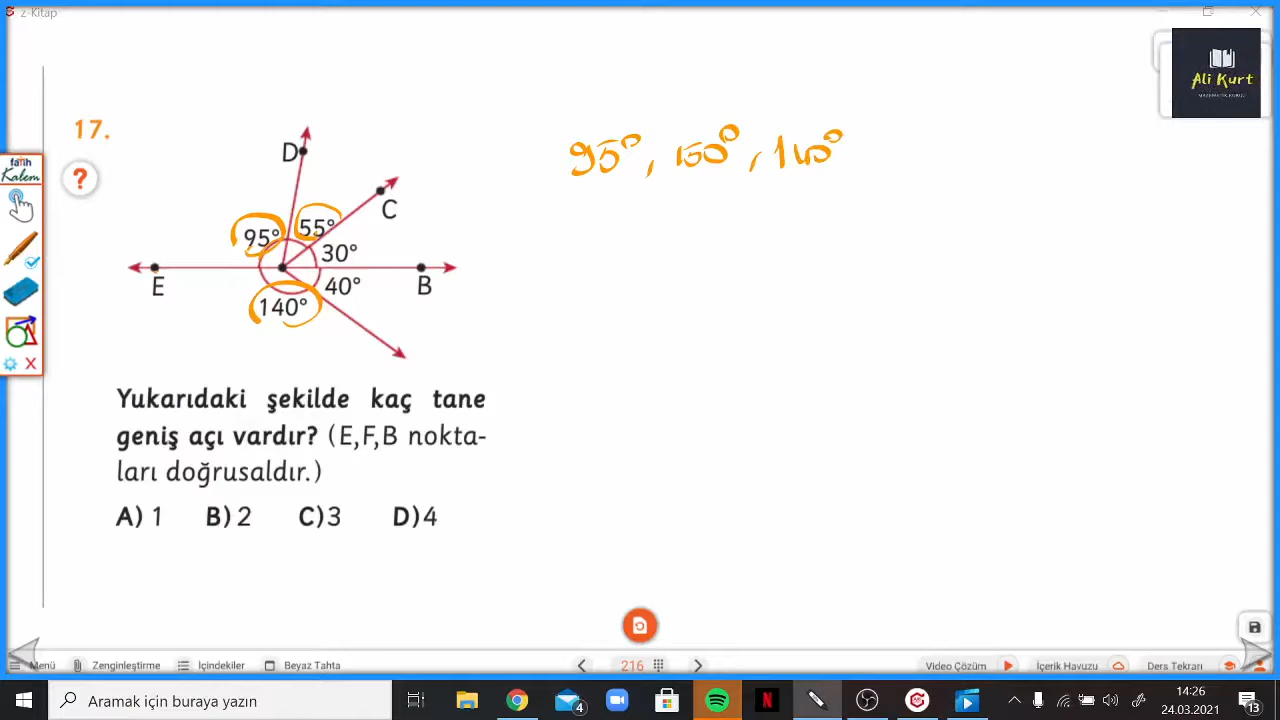 z-Kitap
Ali Kurt
17.
95°, 150°, 140°
fatih
Kalem
?
D
C
95°
55°
30°
E
B
140°
40°
Yukarıdaki şekilde kaç tane
geniş açı vardır? (E,F,B nokta-
ları doğrusaldır.)
A) 1 B) 2 C)3 D)4
Menü Zenginleştirme İçindekiler Beyaz Tahta 216 Video Çözüm İçerik Havuzu Ders Tekrarı
Aramak için buraya yazın 4 14:26
24.03.2021 13